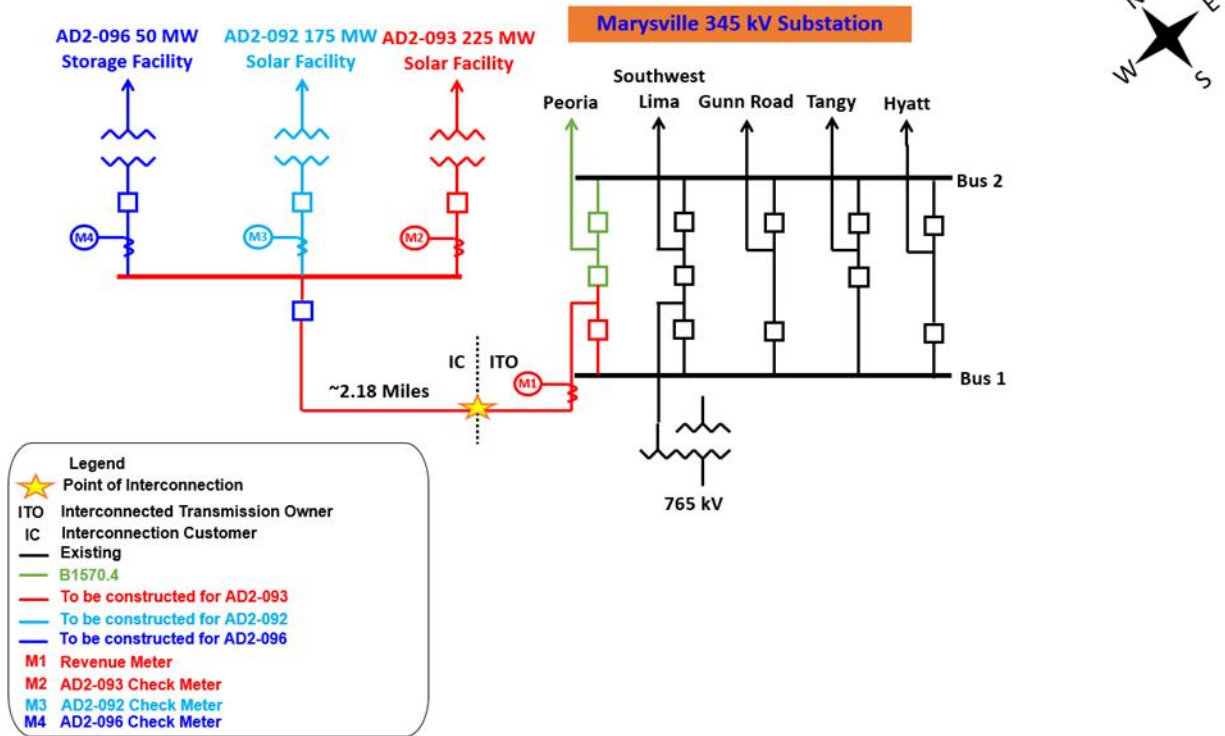 Marysville 345 kV Substation
N
E
W
S
AD2-096 50 MW
Storage Facility
AD2-092 175 MW
Solar Facility
AD2-093 225 MW
Solar Facility
Peoria
Southwest
Lima
Gunn Road
Tangy
Hyatt
Bus 2
M4
M3
M2
IC
ITO
M1
~2.18 Miles
Bus 1
765 kV
Legend
Point of Interconnection
ITO Interconnected Transmission Owner
IC Interconnection Customer
Existing
B1570.4
To be constructed for AD2-093
To be constructed for AD2-092
To be constructed for AD2-096
M1 Revenue Meter
M2 AD2-093 Check Meter
M3 AD2-092 Check Meter
M4 AD2-096 Check Meter